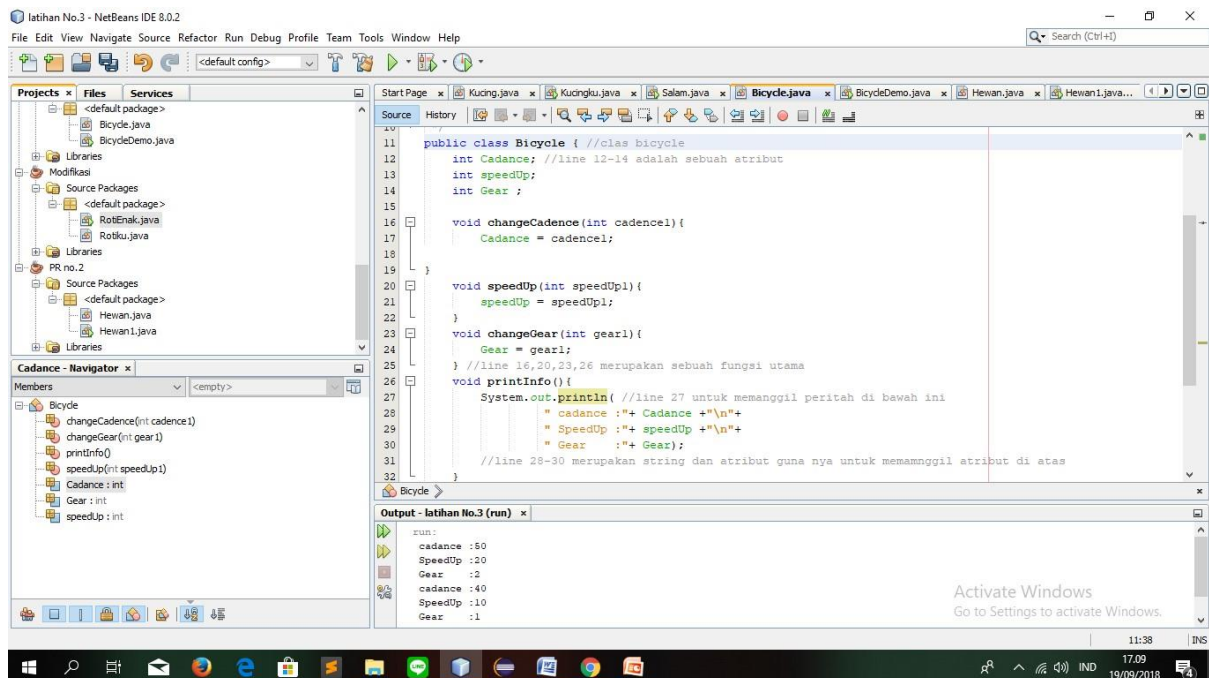 latihan No.3 - NetBeans IDE 8.0.2
File Edit View Navigate Source Refactor Run Debug Profile Team Tools Window Help
Search (Ctrl+I)
<default config>
Projects x Files Services
<default package>
Bicycle.java
BicycleDemo.java
Libraries
Modifikasi
Source Packages
<default package>
RotiEnak.java
Rotiku.java
Libraries
PR no.2
Source Packages
<default package>
Hewan.java
Hewan1.java
Libraries
Cadance - Navigator x
Members <empty>
Bicycle
changeCadence(int cadence1)
changeGear(int gear1)
printInfo()
speedUp(int speedUp1)
Cadance : int
Gear : int
speedUp : int
Start Page x Kucing.java x Kucingku.java x Salam.java x Bicycle.java x BicycleDemo.java x Hewan.java x Hewan1.java...
Source History
10
11 public class Bicycle { //clas bicycle
12 int Cadance; //line 12-14 adalah sebuah atribut
13 int speedUp;
14 int Gear ;
15
16 void changeCadence(int cadence1){
17 Cadance = cadence1;
18
19 }
20 void speedUp(int speedUp1){
21 speedUp = speedUp1;
22 }
23 void changeGear(int gear1){
24 Gear = gear1;
25 } //line 16,20,23,26 merupakan sebuah fungsi utama
26 void printInfo(){
27 System.out.println( //line 27 untuk memanggil peritah di bawah ini
28 " cadance :"+ Cadance +"\n"+
29 " SpeedUp :"+ speedUp +"\n"+
30 " Gear :"+ Gear);
31 //line 28-30 merupakan string dan atribut guna nya untuk memamnggil atribut di atas
32 }
Bicycle
Output - latihan No.3 (run) x
run:
cadance :50
SpeedUp :20
Gear :2
cadance :40
SpeedUp :10
Gear :1
Activate Windows
Go to Settings to activate Windows.
11:38 INS
IND
17.09
19/09/2018
4